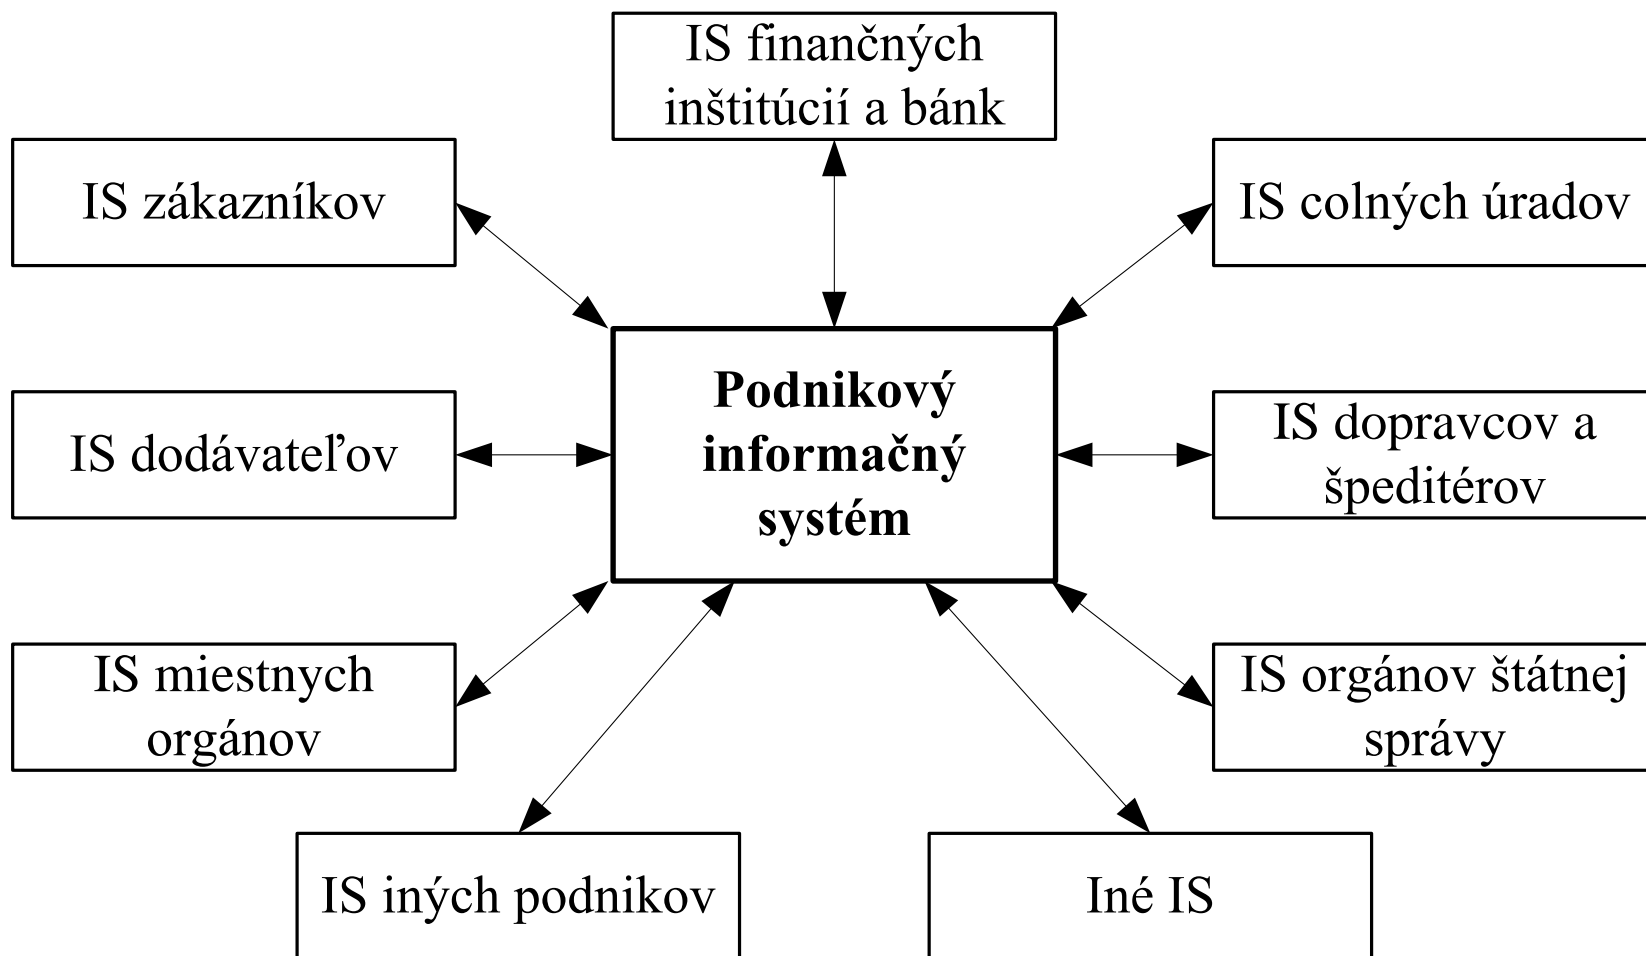 IS finančných
inštitúcií a bánk
IS zákazníkov
IS colných úradov
Podnikový
informačný
systém
IS dodávateľov
IS dopravcov a
špeditérov
IS miestnych
orgánov
IS orgánov štátnej
správy
IS iných podnikov
Iné IS